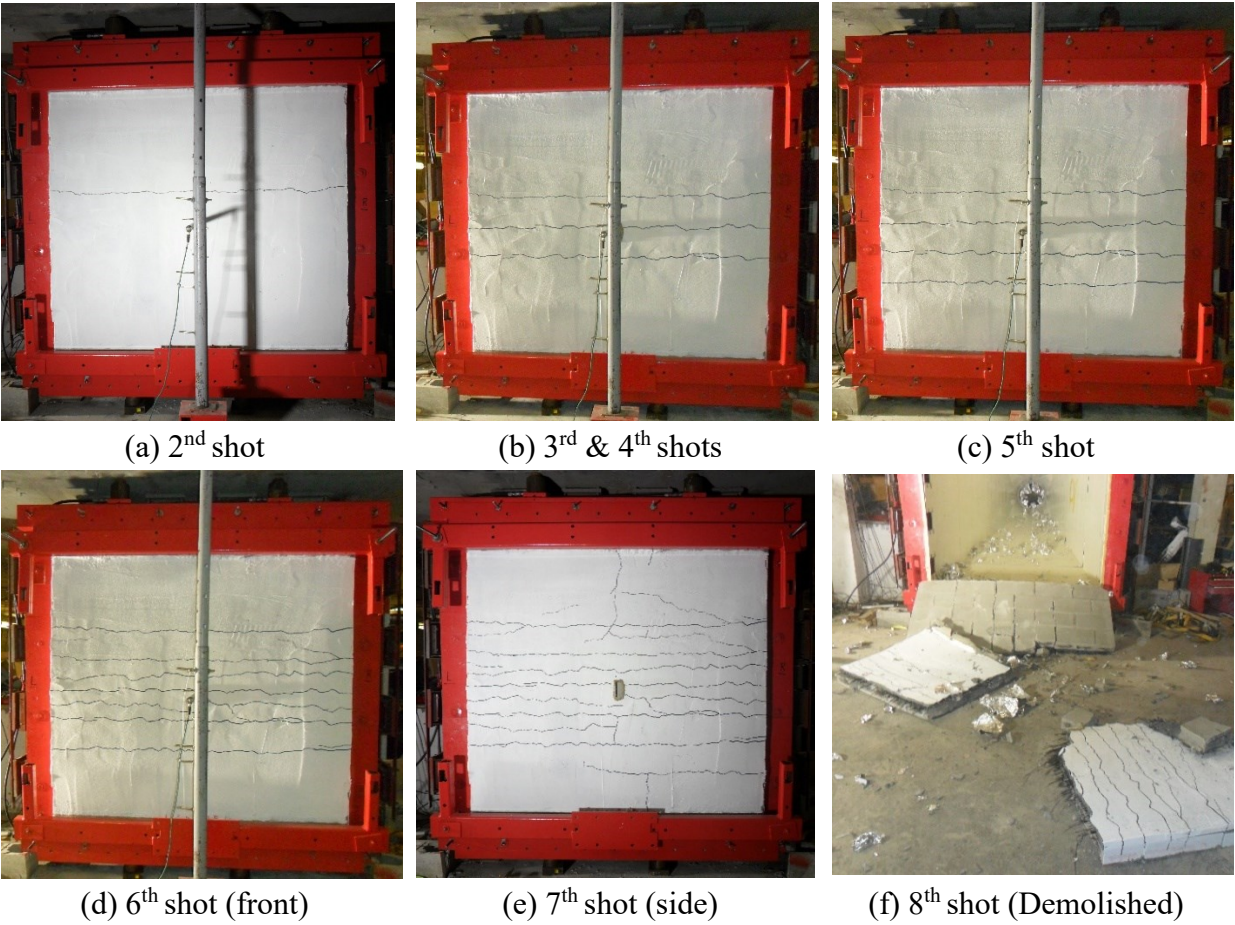 (a) 2nd shot
(b) 3rd & 4th shots
(c) 5th shot
(d) 6th shot (front)
(e) 7th shot (side)
(f) 8th shot (Demolished)